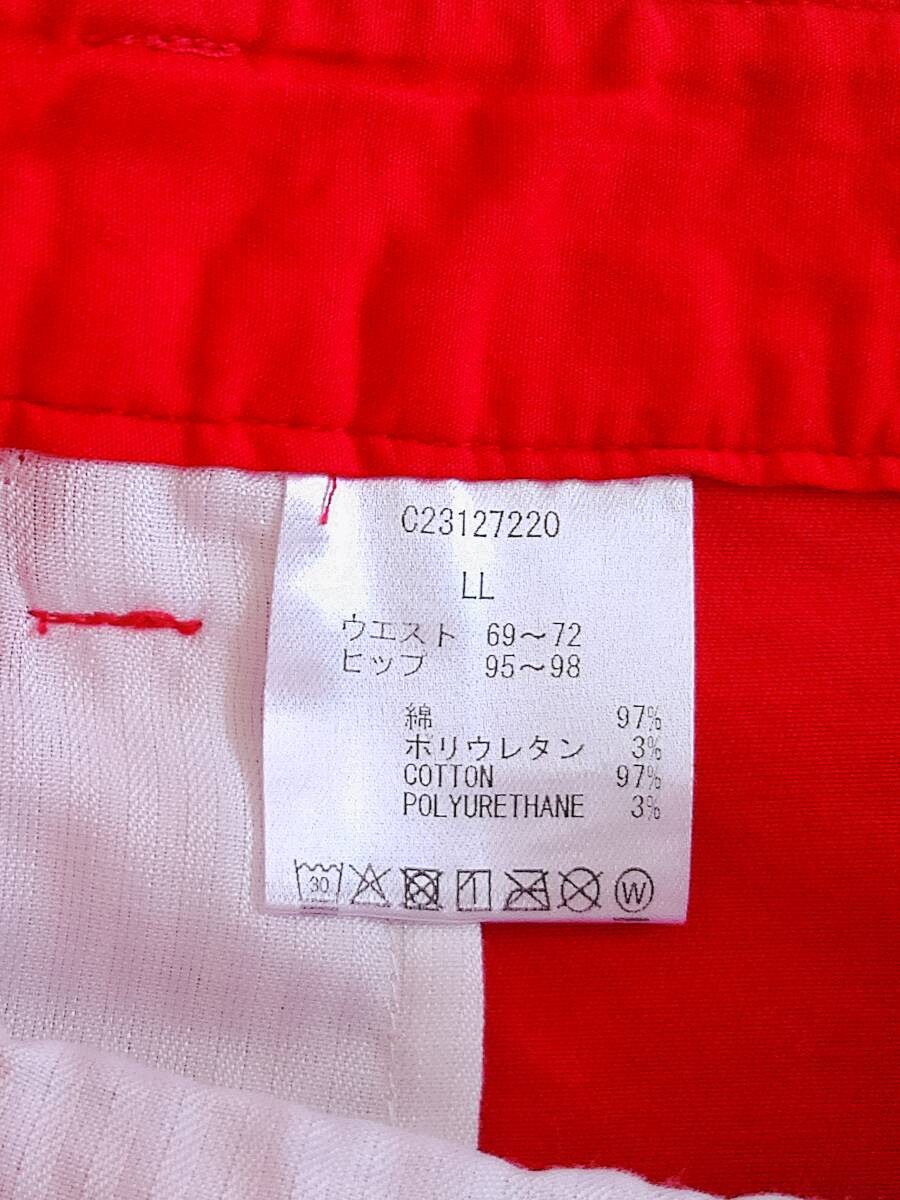 C23127220
LL
ウエスト 69〜72
ヒップ 95〜98
綿 97%
ポリウレタン 3%
COTTON 97%
POLYURETHANE 3%
30 W